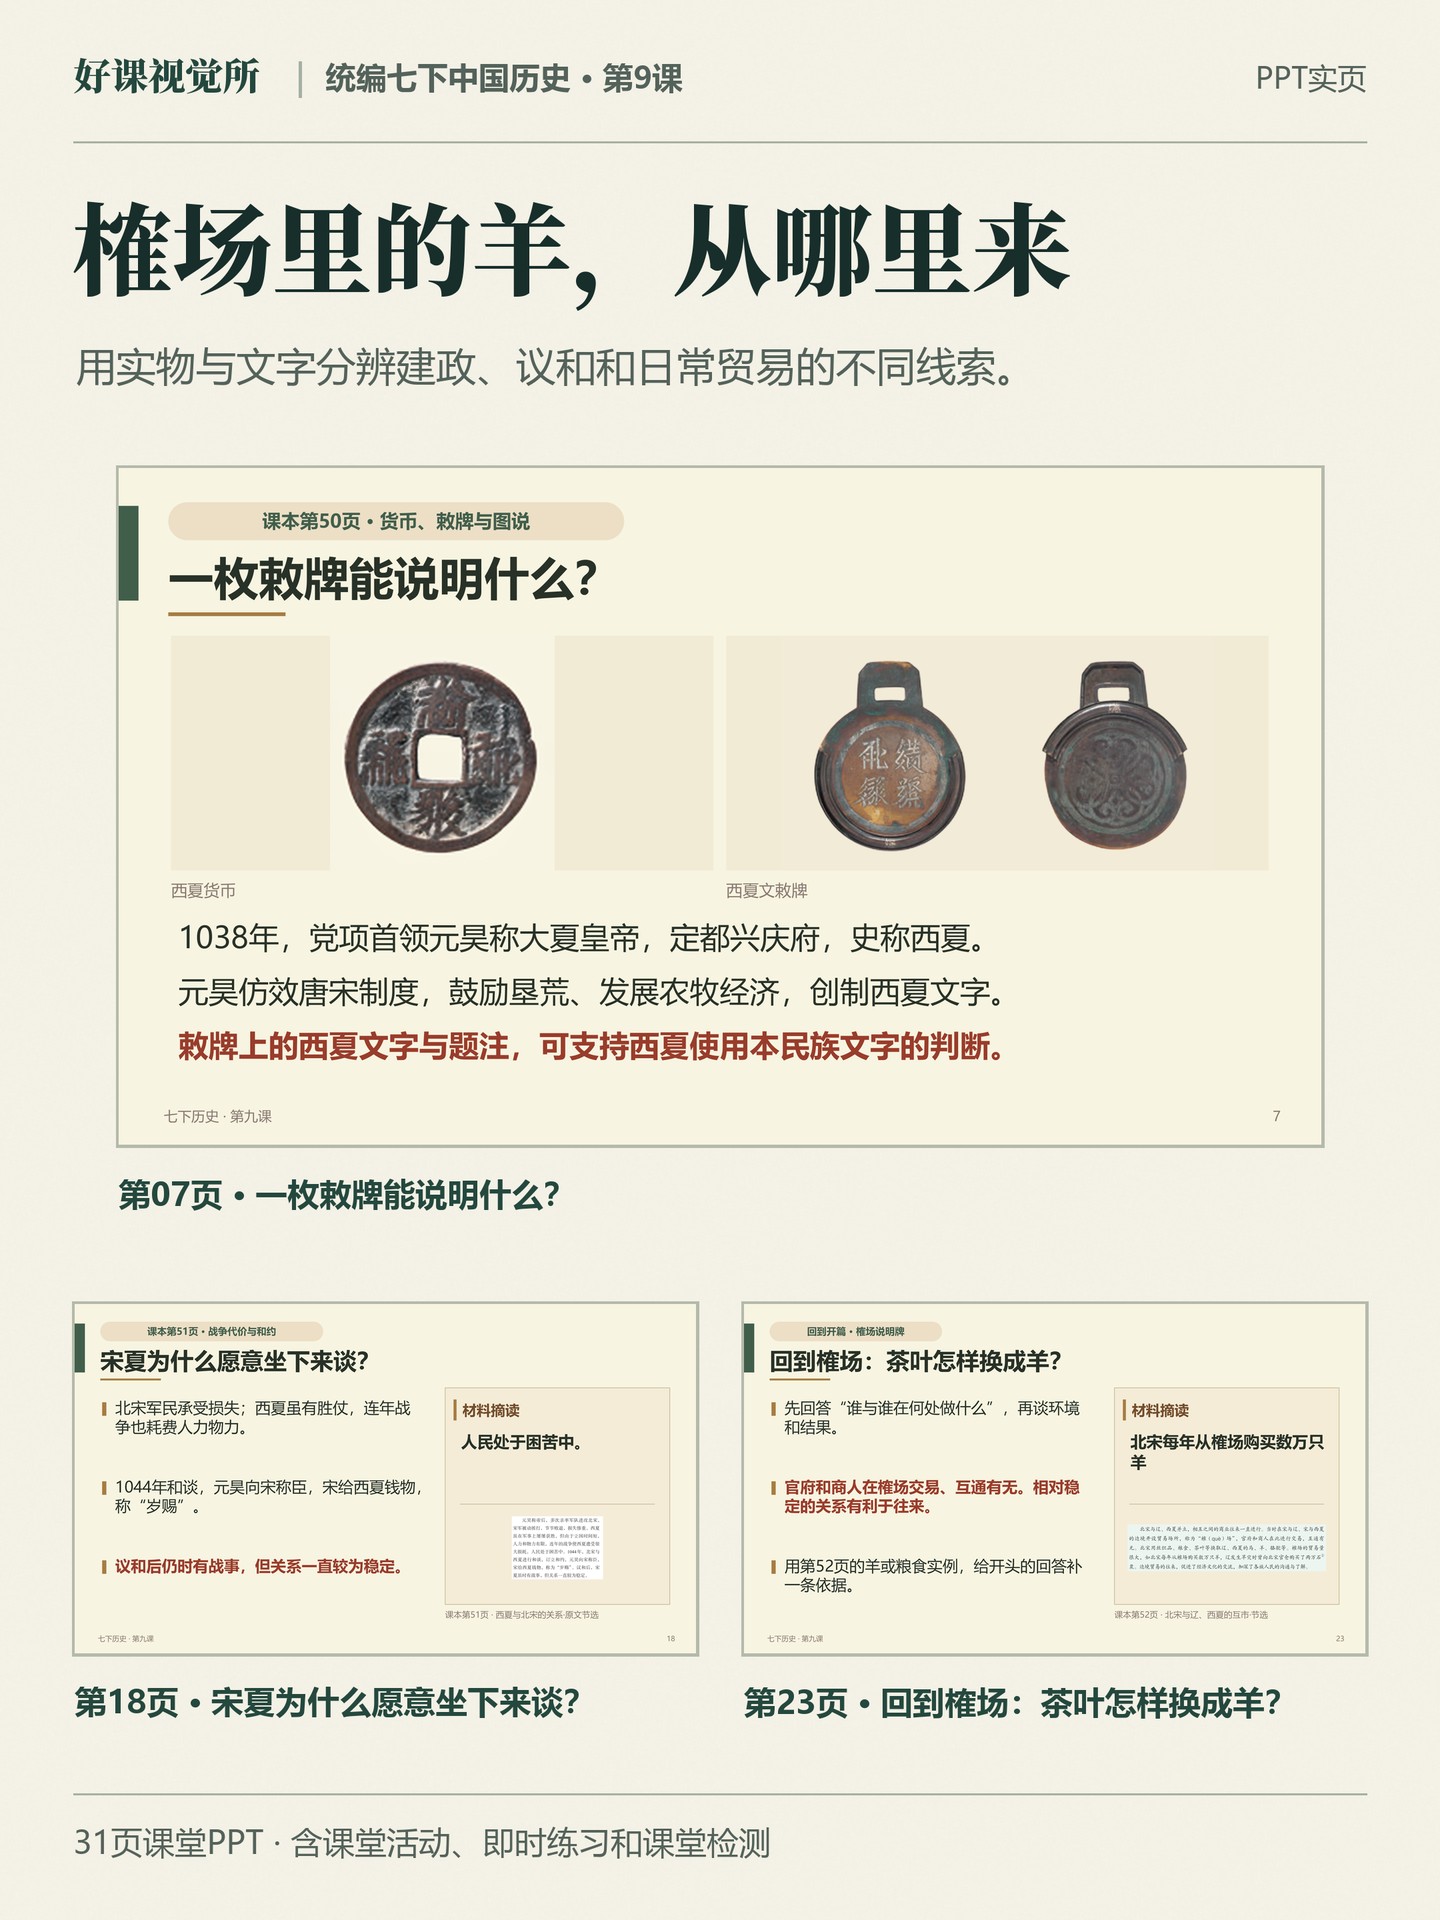 好课视觉所 | 统编七下中国历史·第9课
PPT实页
榷场里的羊，从哪里来
用实物与文字分辨建政、议和和日常贸易的不同线索。
课本第50页·货币、敕牌与图说
一枚敕牌能说明什么？
西夏货币
西夏文敕牌
1038年，党项首领元昊称大夏皇帝，定都兴庆府，史称西夏。
元昊仿效唐宋制度，鼓励垦荒、发展农牧经济，创制西夏文字。
敕牌上的西夏文字与题注，可支持西夏使用本民族文字的判断。
七下历史·第九课
7
第07页·一枚敕牌能说明什么？
课本第51页·战争代价与和约
宋夏为什么愿意坐下来谈？
北宋军民承受损失；西夏虽有胜仗，连年战
争也耗费人力物力。
1044年和谈，元昊向宋称臣，宋给西夏钱物，
称“岁赐”。
议和后仍时有战事，但关系一直较为稳定。
材料摘读
人民处于困苦中。
课本第51页·西夏与北宋的关系·原文节选
七下历史·第九课
18
第18页·宋夏为什么愿意坐下来谈？
回到开篇·榷场说明牌
回到榷场：茶叶怎样换成羊？
先回答“谁与谁在何处做什么”，再谈环境
和结果。
官府和商人在榷场交易、互通有无。相对稳
定的关系有利于往来。
用第52页的羊或粮食实例，给开头的回答补
一条依据。
材料摘读
北宋每年从榷场购买数万只
羊
课本第52页·北宋与辽、西夏的互市·节选
七下历史·第九课
23
第23页·回到榷场：茶叶怎样换成羊？
31页课堂PPT·含课堂活动、即时练习和课堂检测